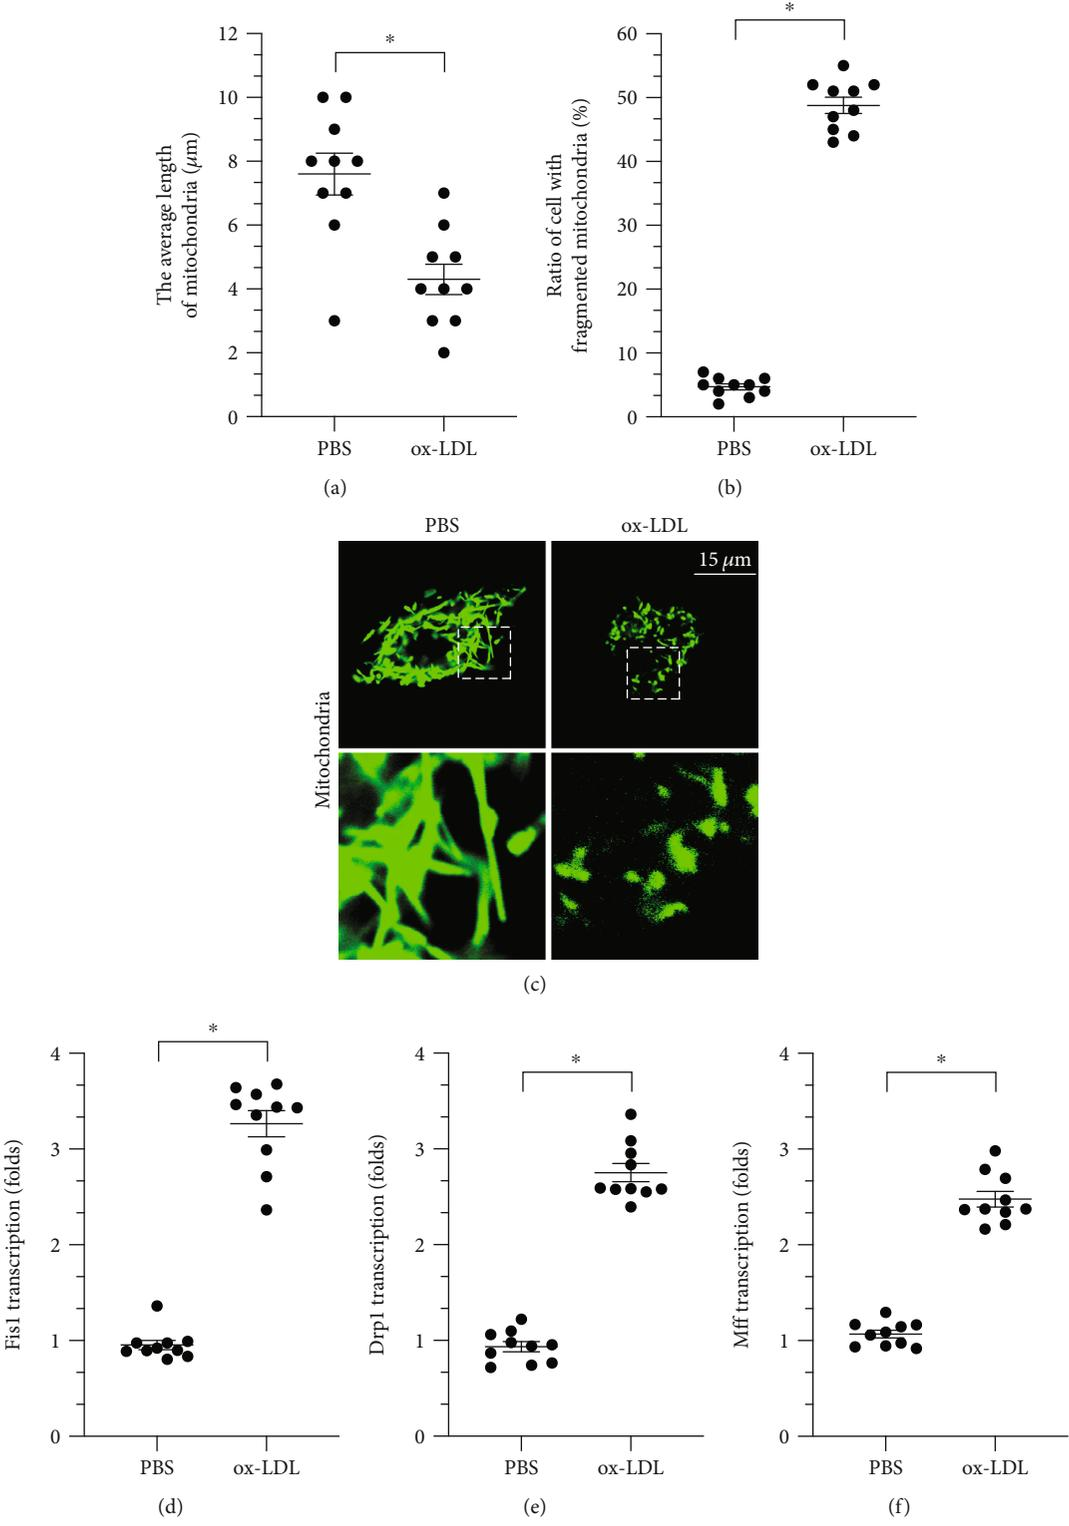 *
12
10
8
6
4
2
0
The average length
of mitochondria (μm)
PBS
ox-LDL
(a)
*
60
50
40
30
20
10
0
Ratio of cell with
fragmented mitochondria (%)
PBS
ox-LDL
(b)
PBS
ox-LDL
15 μm
Mitochondria
(c)
*
4
3
2
1
0
Fis1 transcription (folds)
PBS
ox-LDL
(d)
*
4
3
2
1
0
Drp1 transcription (folds)
PBS
ox-LDL
(e)
*
4
3
2
1
0
Mff transcription (folds)
PBS
ox-LDL
(f)